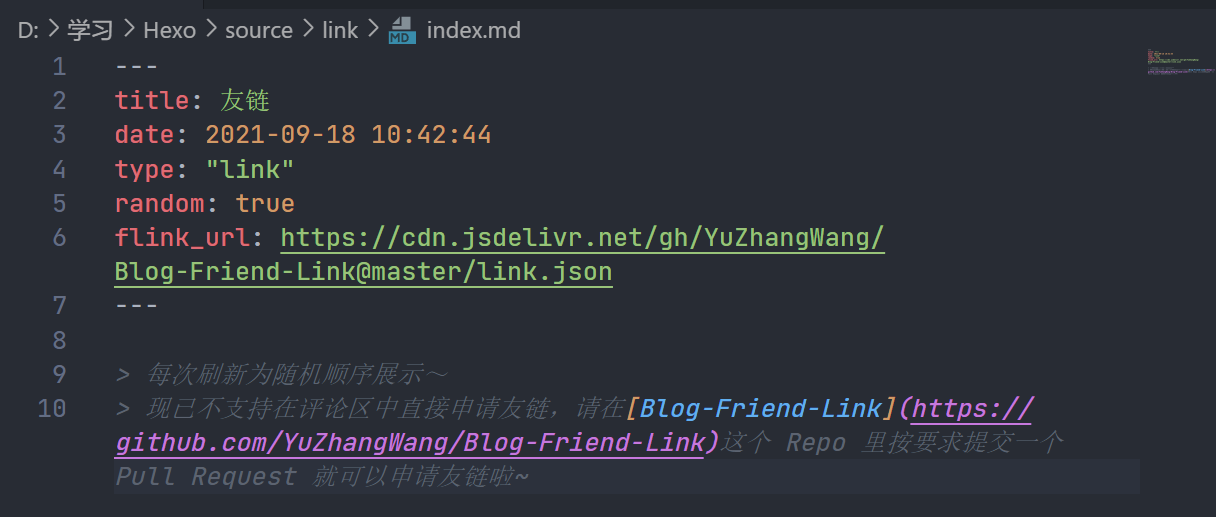 D: > 学习 > Hexo > source > link > index.md
1 ---
2 title: 友链
3 date: 2021-09-18 10:42:44
4 type: "link"
5 random: true
6 flink_url: https://cdn.jsdelivr.net/gh/YuZhangWang/
Blog-Friend-Link@master/link.json
7 ---
8
9 > 每次刷新为随机顺序展示～
10 > 现已不支持在评论区中直接申请友链，请在[Blog-Friend-Link](https://
github.com/YuZhangWang/Blog-Friend-Link)这个 Repo 里按要求提交一个
Pull Request 就可以申请友链啦~